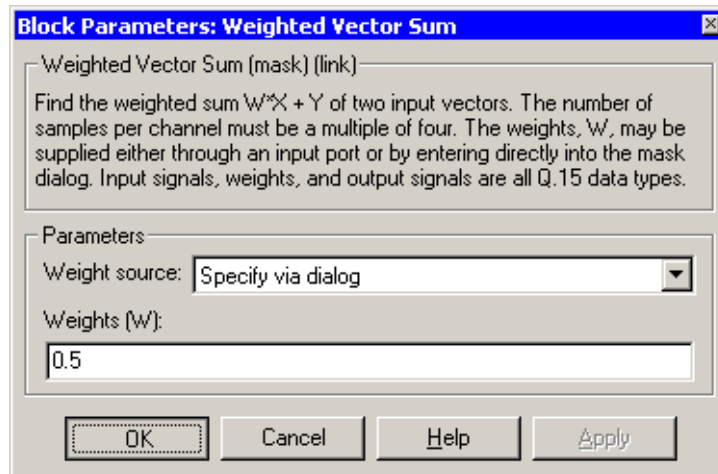 Block Parameters: Weighted Vector Sum
Weighted Vector Sum (mask) (link)
Find the weighted sum W*X + Y of two input vectors. The number of
samples per channel must be a multiple of four. The weights, W, may be
supplied either through an input port or by entering directly into the mask
dialog. Input signals, weights, and output signals are all Q.15 data types.
Parameters
Weight source: Specify via dialog
Weights (W):
0.5
OK Cancel Help Apply